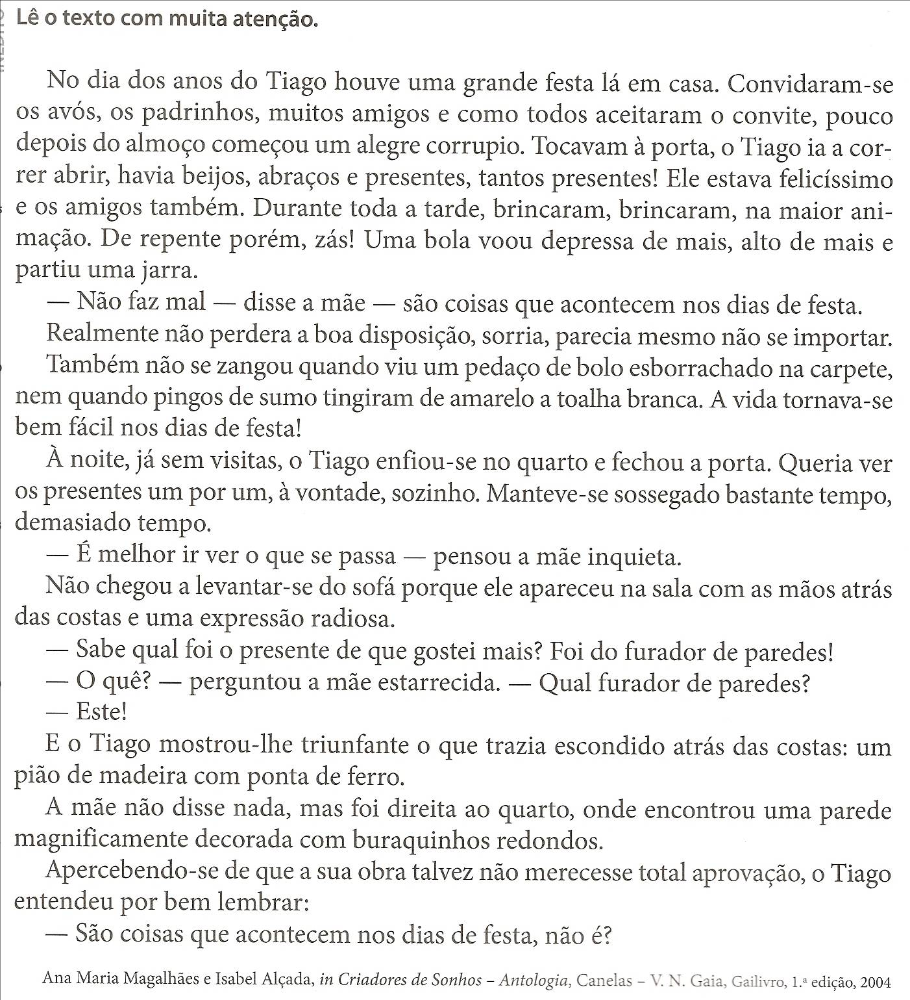 Lê o texto com muita atenção.
No dia dos anos do Tiago houve uma grande festa lá em casa. Convidaram-se
os avós, os padrinhos, muitos amigos e como todos aceitaram o convite, pouco
depois do almoço começou um alegre corrupio. Tocavam à porta, o Tiago ia a cor-
rer abrir, havia beijos, abraços e presentes, tantos presentes! Ele estava felicíssimo
e os amigos também. Durante toda a tarde, brincaram, brincaram, na maior ani-
mação. De repente porém, zás! Uma bola voou depressa de mais, alto de mais e
partiu uma jarra.
— Não faz mal — disse a mãe — são coisas que acontecem nos dias de festa.
Realmente não perdera a boa disposição, sorria, parecia mesmo não se importar.
Também não se zangou quando viu um pedaço de bolo esborrachado na carpete,
nem quando pingos de sumo tingiram de amarelo a toalha branca. A vida tornava-se
bem fácil nos dias de festa!
À noite, já sem visitas, o Tiago enfiou-se no quarto e fechou a porta. Queria ver
os presentes um por um, à vontade, sozinho. Manteve-se sossegado bastante tempo,
demasiado tempo.
— É melhor ir ver o que se passa — pensou a mãe inquieta.
Não chegou a levantar-se do sofá porque ele apareceu na sala com as mãos atrás
das costas e uma expressão radiosa.
— Sabe qual foi o presente de que gostei mais? Foi do furador de paredes!
— O quê? — perguntou a mãe estarrecida. — Qual furador de paredes?
— Este!
E o Tiago mostrou-lhe triunfante o que trazia escondido atrás das costas: um
pião de madeira com ponta de ferro.
A mãe não disse nada, mas foi direita ao quarto, onde encontrou uma parede
magnificamente decorada com buraquinhos redondos.
Apercebendo-se de que a sua obra talvez não merecesse total aprovação, o Tiago
entendeu por bem lembrar:
— São coisas que acontecem nos dias de festa, não é?
Ana Maria Magalhães e Isabel Alçada, in Criadores de Sonhos – Antologia, Canelas – V. N. Gaia, Gailivro, 1.ª edição, 2004